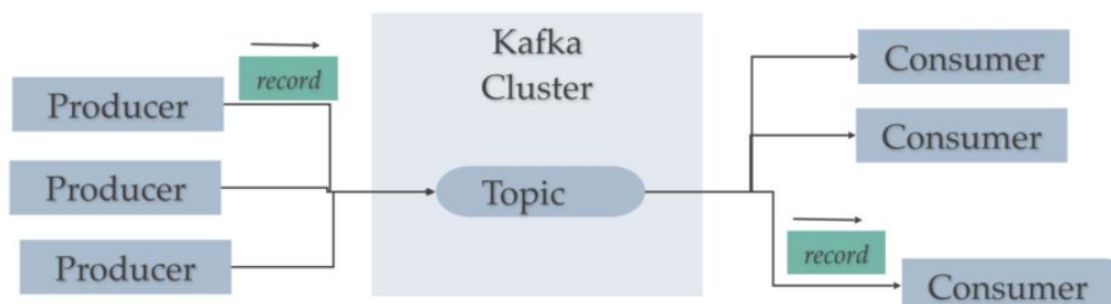 Producer
Producer
Producer
record
Kafka
Cluster
Topic
Consumer
Consumer
record
Consumer